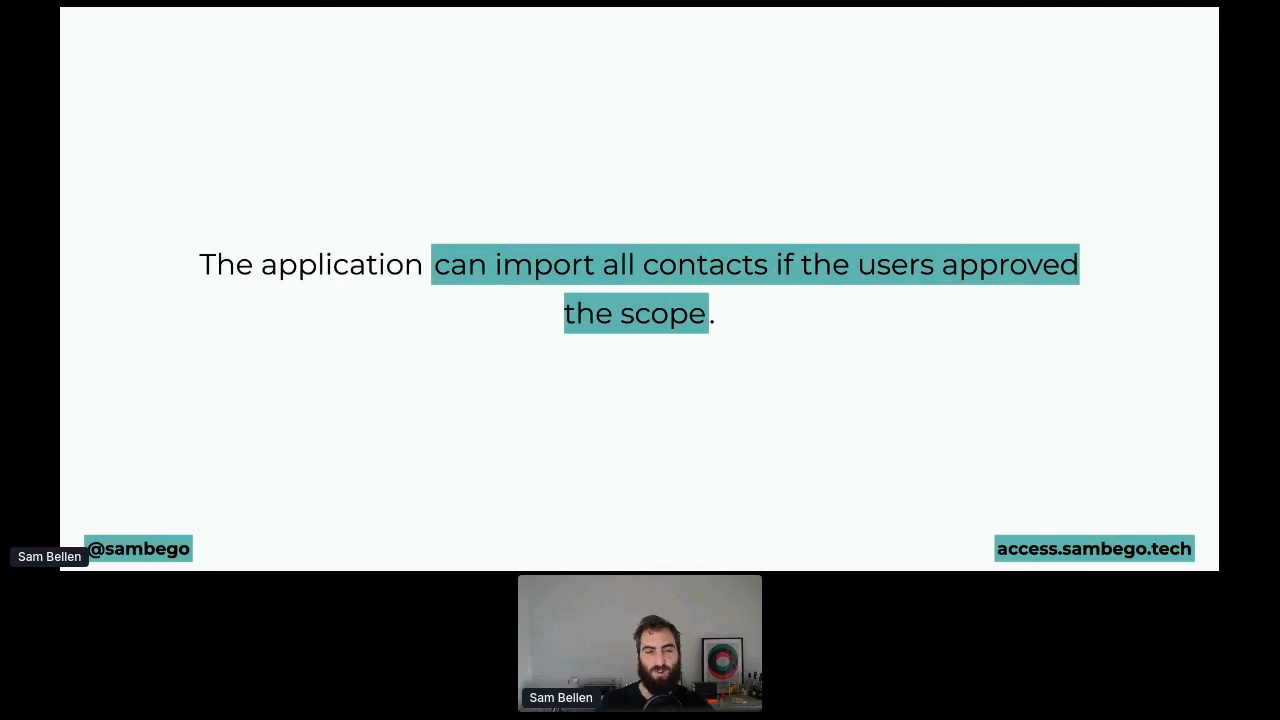 The application can import all contacts if the users approved
the scope.
@sambego
access.sambego.tech
Sam Bellen
Sam Bellen